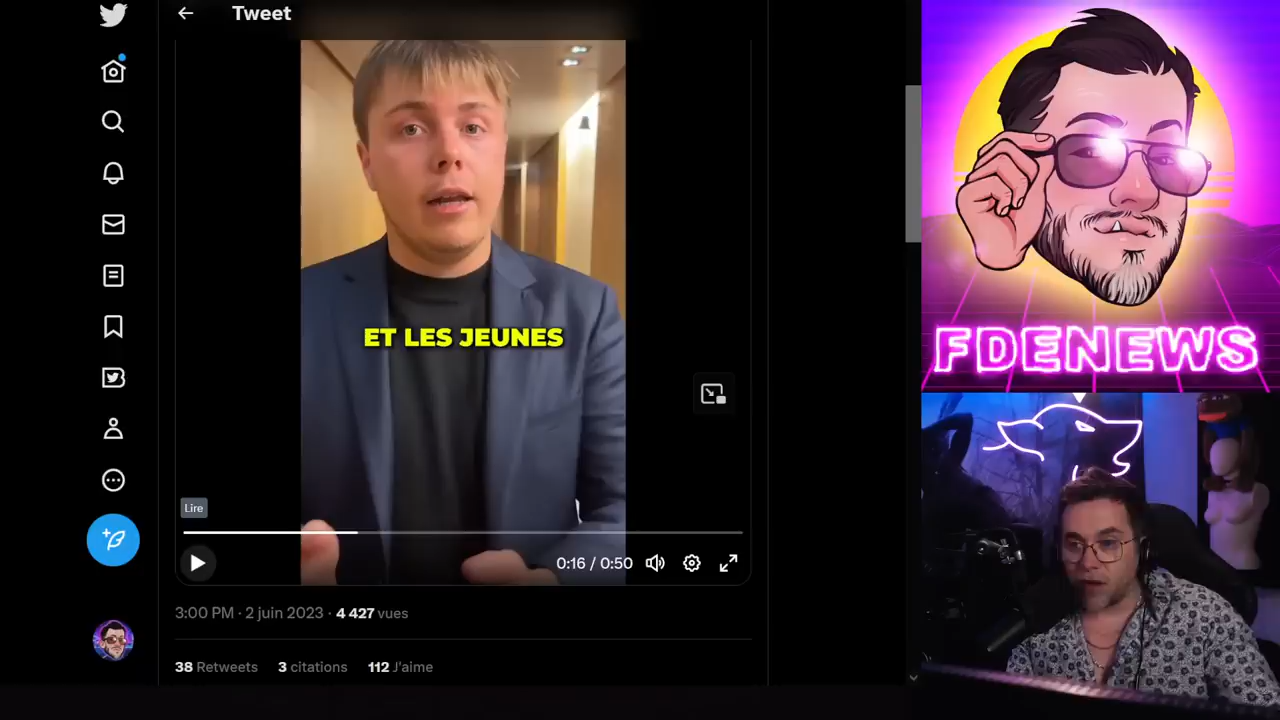 Tweet
ET LES JEUNES
Lire
0:16 / 0:50
3:00 PM · 2 juin 2023 · 4 427 vues
38 Retweets 3 citations 112 J'aime
FDENEWS